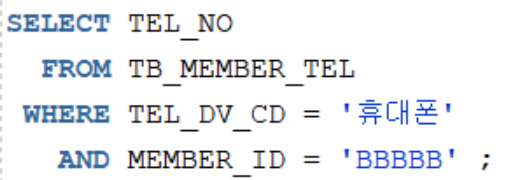 SELECT TEL_NO
FROM TB_MEMBER_TEL
WHERE TEL_DV_CD = '휴대폰'
AND MEMBER_ID = 'BBBBB' ;